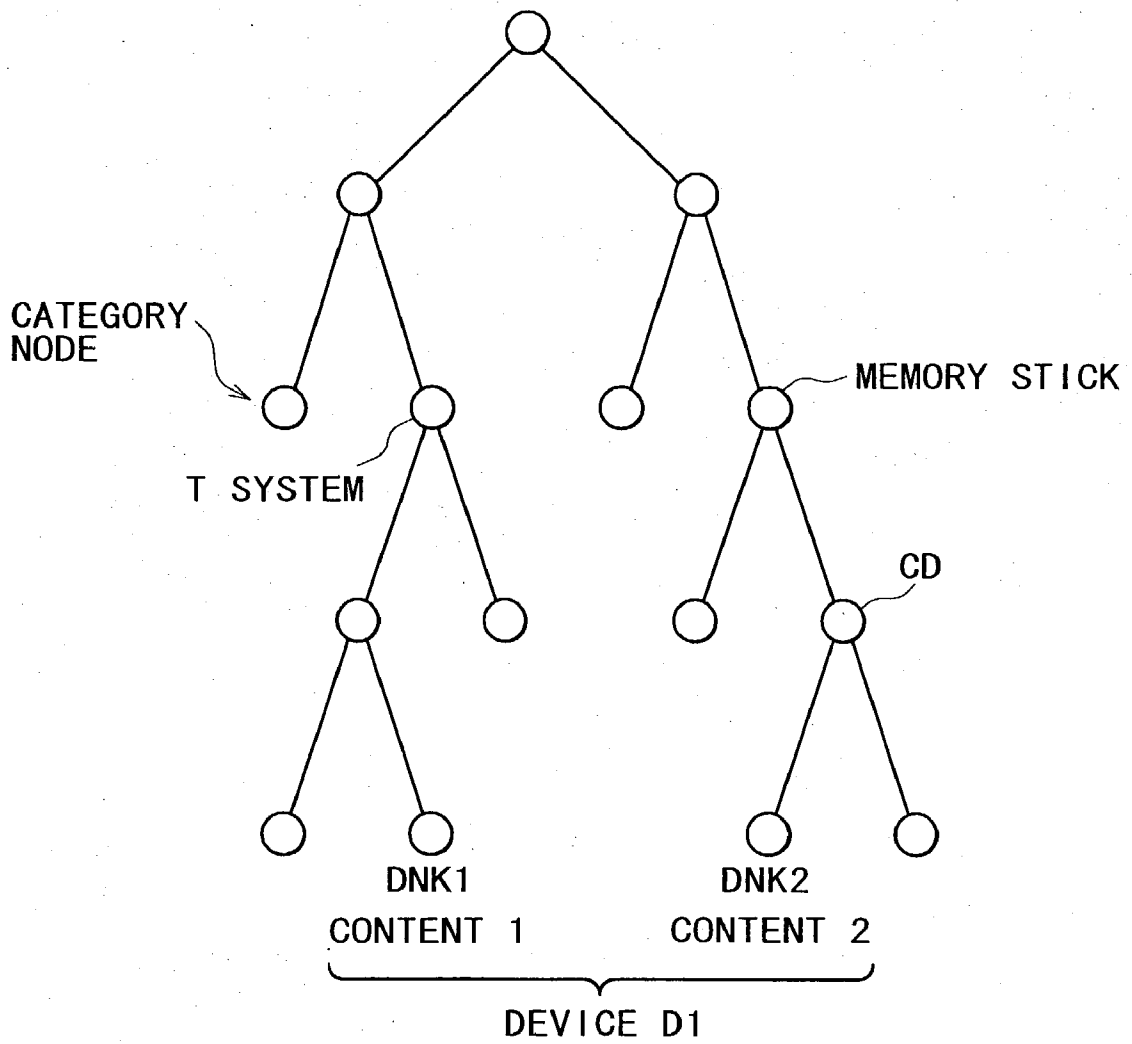 CATEGORY
NODE
MEMORY STICK
T SYSTEM
CD
DNK1
DNK2
CONTENT 1
CONTENT 2
DEVICE D1